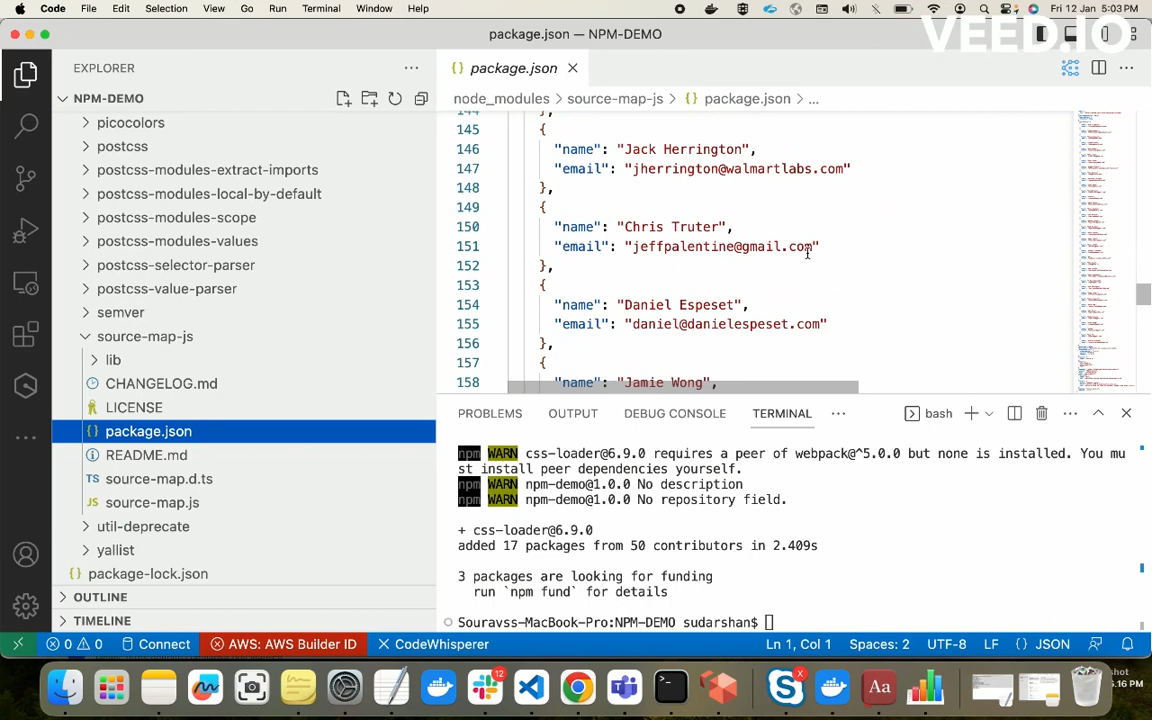 Code File Edit Selection View Go Run Terminal Window Help Fri 12 Jan 5:03 PM
package.json — NPM-DEMO
VEED.IO
EXPLORER
package.json
NPM-DEMO
node_modules > source-map-js > {} package.json > ...
picocolors
postcss
postcss-modules-extract-imports
postcss-modules-local-by-default
postcss-modules-scope
postcss-modules-values
postcss-selector-parser
postcss-value-parser
semver
source-map-js
lib
CHANGELOG.md
LICENSE
{} package.json
README.md
TS source-map.d.ts
JS source-map.js
util-deprecate
yallist
{} package-lock.json
OUTLINE
TIMELINE
144 },
145 {
146 "name": "Jack Herrington",
147 "email": "jherrington@walmartlabs.com"
148 },
149 {
150 "name": "Chris Truter",
151 "email": "jeffpalentine@gmail.com"
152 },
153 {
154 "name": "Daniel Espeset",
155 "email": "daniel@danielespeset.com"
156 },
157 {
158 "name": "Jamie Wong",
PROBLEMS OUTPUT DEBUG CONSOLE TERMINAL ... bash
npm WARN css-loader@6.9.0 requires a peer of webpack@^5.0.0 but none is installed. You mu
st install peer dependencies yourself.
npm WARN npm-demo@1.0.0 No description
npm WARN npm-demo@1.0.0 No repository field.
+ css-loader@6.9.0
added 17 packages from 50 contributors in 2.409s
3 packages are looking for funding
run `npm fund` for details
Souravss-MacBook-Pro:NPM-DEMO sudarshan$
0 0 Connect AWS: AWS Builder ID CodeWhisperer Ln 1, Col 1 Spaces: 2 UTF-8 LF {} JSON
12
X
Aa
shot
5.16 PM